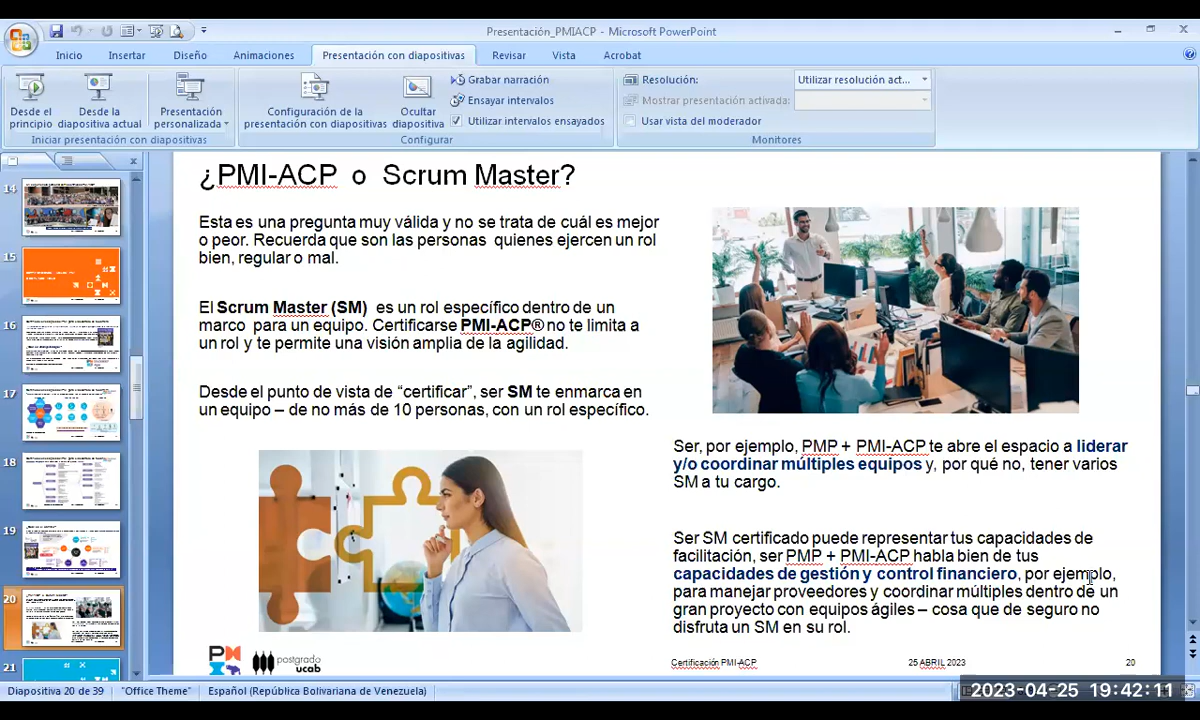 Presentación_PMIACP - Microsoft PowerPoint
Inicio Insertar Diseño Animaciones Presentación con diapositivas Revisar Vista Acrobat
Desde el principio
Desde la diapositiva actual
Presentación personalizada
Iniciar presentación con diapositivas
Configuración de la presentación con diapositivas
Ocultar diapositiva
Grabar narración
Ensayar intervalos
Utilizar intervalos ensayados
Configurar
Resolución: Utilizar resolución act...
Mostrar presentación activada:
Usar vista del moderador
Monitores
14
15
16
17
18
19
20
21
¿PMI-ACP o Scrum Master?
Esta es una pregunta muy válida y no se trata de cuál es mejor
o peor. Recuerda que son las personas quienes ejercen un rol
bien, regular o mal.
El Scrum Master (SM) es un rol específico dentro de un
marco para un equipo. Certificarse PMI-ACP® no te limita a
un rol y te permite una visión amplia de la agilidad.
Desde el punto de vista de “certificar”, ser SM te enmarca en
un equipo – de no más de 10 personas, con un rol específico.
Ser, por ejemplo, PMP + PMI-ACP te abre el espacio a liderar
y/o coordinar múltiples equipos y, por qué no, tener varios
SM a tu cargo.
Ser SM certificado puede representar tus capacidades de
facilitación, ser PMP + PMI-ACP habla bien de tus
capacidades de gestión y control financiero, por ejemplo,
para manejar proveedores y coordinar múltiples dentro de un
gran proyecto con equipos ágiles – cosa que de seguro no
disfruta un SM en su rol.
postgrado
ucab
Certificación PMI-ACP 25 ABRIL 2023 20
Diapositiva 20 de 39 "Office Theme" Español (República Bolivariana de Venezuela)
2023-04-25 19:42:11